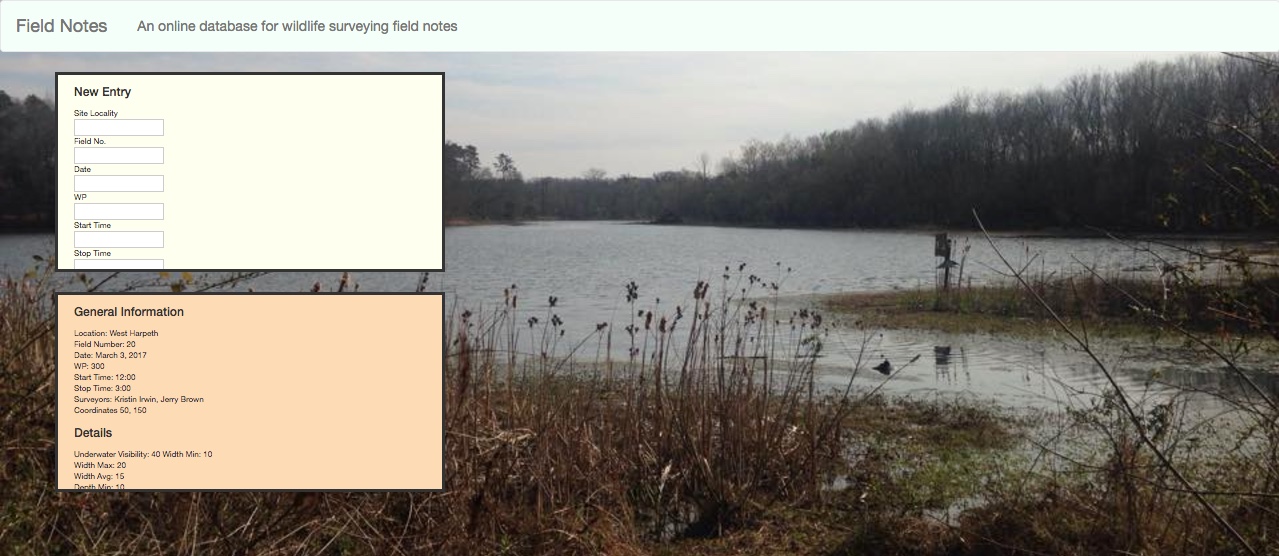 Field Notes An online database for wildlife surveying field notes
New Entry
Site Locality
Field No.
Date
WP
Start Time
Stop Time
General Information
Location: West Harpeth
Field Number: 20
Date: March 3, 2017
WP: 300
Start Time: 12:00
Stop Time: 3:00
Surveyors: Kristin Irwin, Jerry Brown
Coordinates 50, 150
Details
Underwater Visibility: 40 Width Min: 10
Width Max: 20
Width Avg: 15
Depth Min: 10